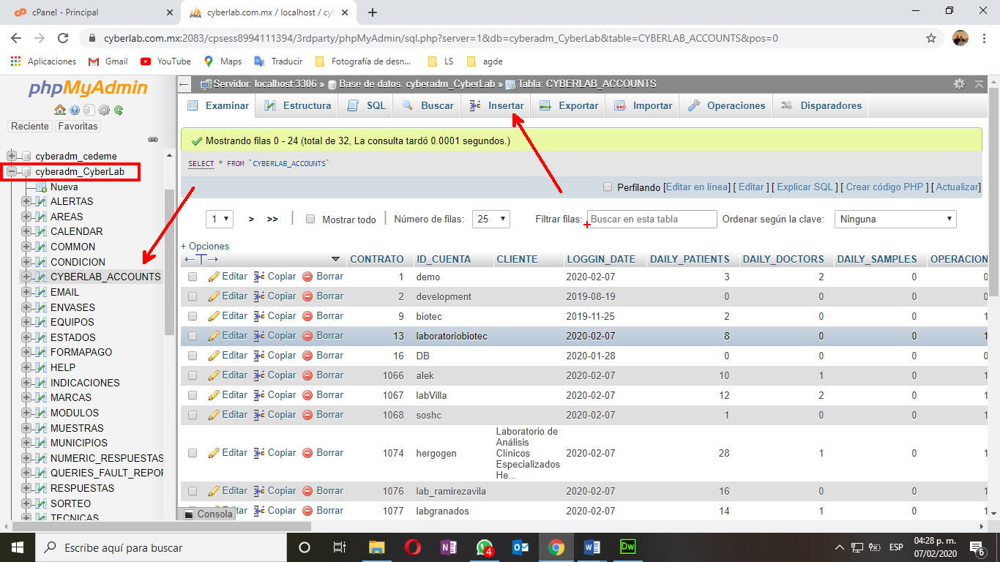 cPanel - Principal
cyberlab.com.mx / localhost / cyb
cyberlab.com.mx:2083/cpsess8994111394/3rdparty/phpMyAdmin/sql.php?server=1&db=cyberadm_CyberLab&table=CYBERLAB_ACCOUNTS&pos=0
Aplicaciones Gmail YouTube Maps Traducir Fotografía de desn... LS agde
phpMyAdmin
Reciente Favoritas
cyberadm_cedeme
cyberadm_CyberLab
Nueva
ALERTAS
AREAS
CALENDAR
COMMON
CONDICION
CYBERLAB_ACCOUNTS
EMAIL
ENVASES
EQUIPOS
ESTADOS
FORMAPAGO
HELP
INDICACIONES
MARCAS
MODULOS
MUESTRAS
MUNICIPIOS
NUMERIC_RESPUESTAS
QUERIES_FAULT_REPOR
RESPUESTAS
SORTEO
TECNICAS
Servidor: localhost:3306 » Base de datos: cyberadm_CyberLab » Tabla: CYBERLAB_ACCOUNTS
Examinar Estructura SQL Buscar Insertar Exportar Importar Operaciones Disparadores
Mostrando filas 0 - 24 (total de 32, La consulta tardó 0.0001 segundos.)
SELECT * FROM `CYBERLAB_ACCOUNTS`
Perfilando [Editar en línea] [ Editar ] [ Explicar SQL ] [ Crear código PHP ] [ Actualizar]
1 > >> Mostrar todo Número de filas: 25 Filtrar filas: Buscar en esta tabla Ordenar según la clave: Ninguna
+ Opciones
←T→ CONTRATO ID_CUENTA CLIENTE LOGGIN_DATE DAILY_PATIENTS DAILY_DOCTORS DAILY_SAMPLES OPERACION
Editar Copiar Borrar 1 demo 2020-02-07 3 2 0 0
Editar Copiar Borrar 2 development 2019-08-19 0 0 0 0
Editar Copiar Borrar 9 biotec 2019-11-25 2 0 0 1
Editar Copiar Borrar 13 laboratoriobiotec 2020-02-07 8 0 0 1
Editar Copiar Borrar 16 DB 2020-01-28 0 0 0 0
Editar Copiar Borrar 1066 alek 2020-02-07 10 1 0 1
Editar Copiar Borrar 1067 labVilla 2020-02-07 12 2 0 1
Editar Copiar Borrar 1068 soshc 2020-02-07 1 0 0 1
Editar Copiar Borrar 1074 hergogen Laboratorio de
Análisis
Clínicos
Especializados
He... 2020-02-07 28 1 0 1
Editar Copiar Borrar 1076 lab_ramirezavila 2020-02-07 16 0 0 1
Editar Copiar Borrar 1077 labgranados 2020-02-07 14 1 0 1
Consola
Escribe aquí para buscar
4
ESP
04:28 p. m.
07/02/2020
6